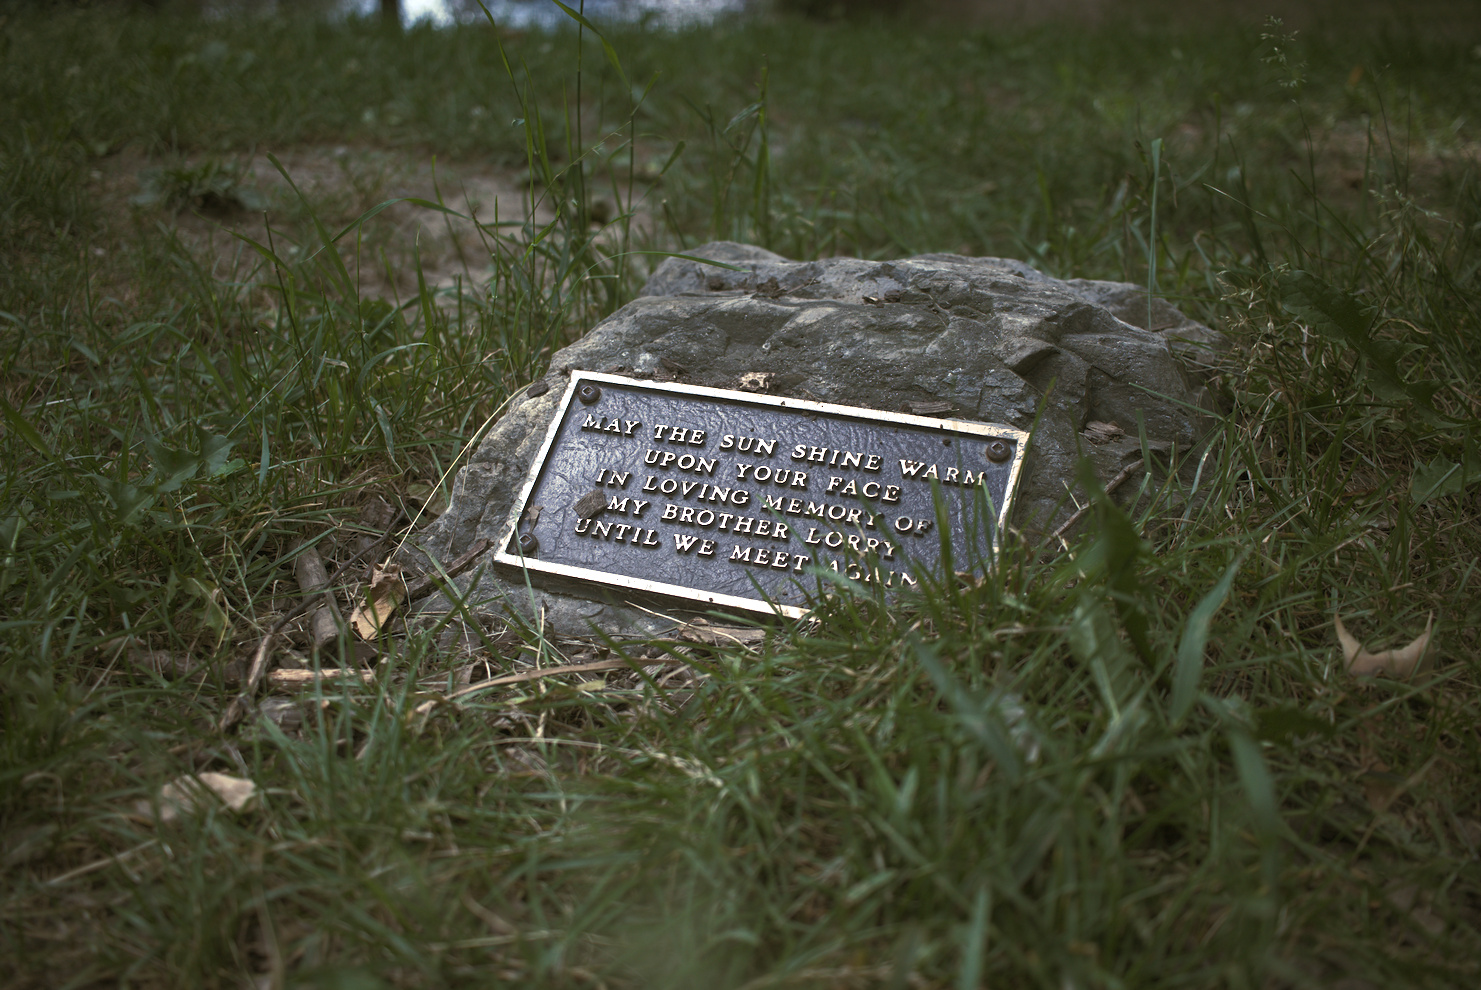 MAY THE SUN SHINE WARM
UPON YOUR FACE
IN LOVING MEMORY OF
MY BROTHER LORRY
UNTIL WE MEET AGAIN